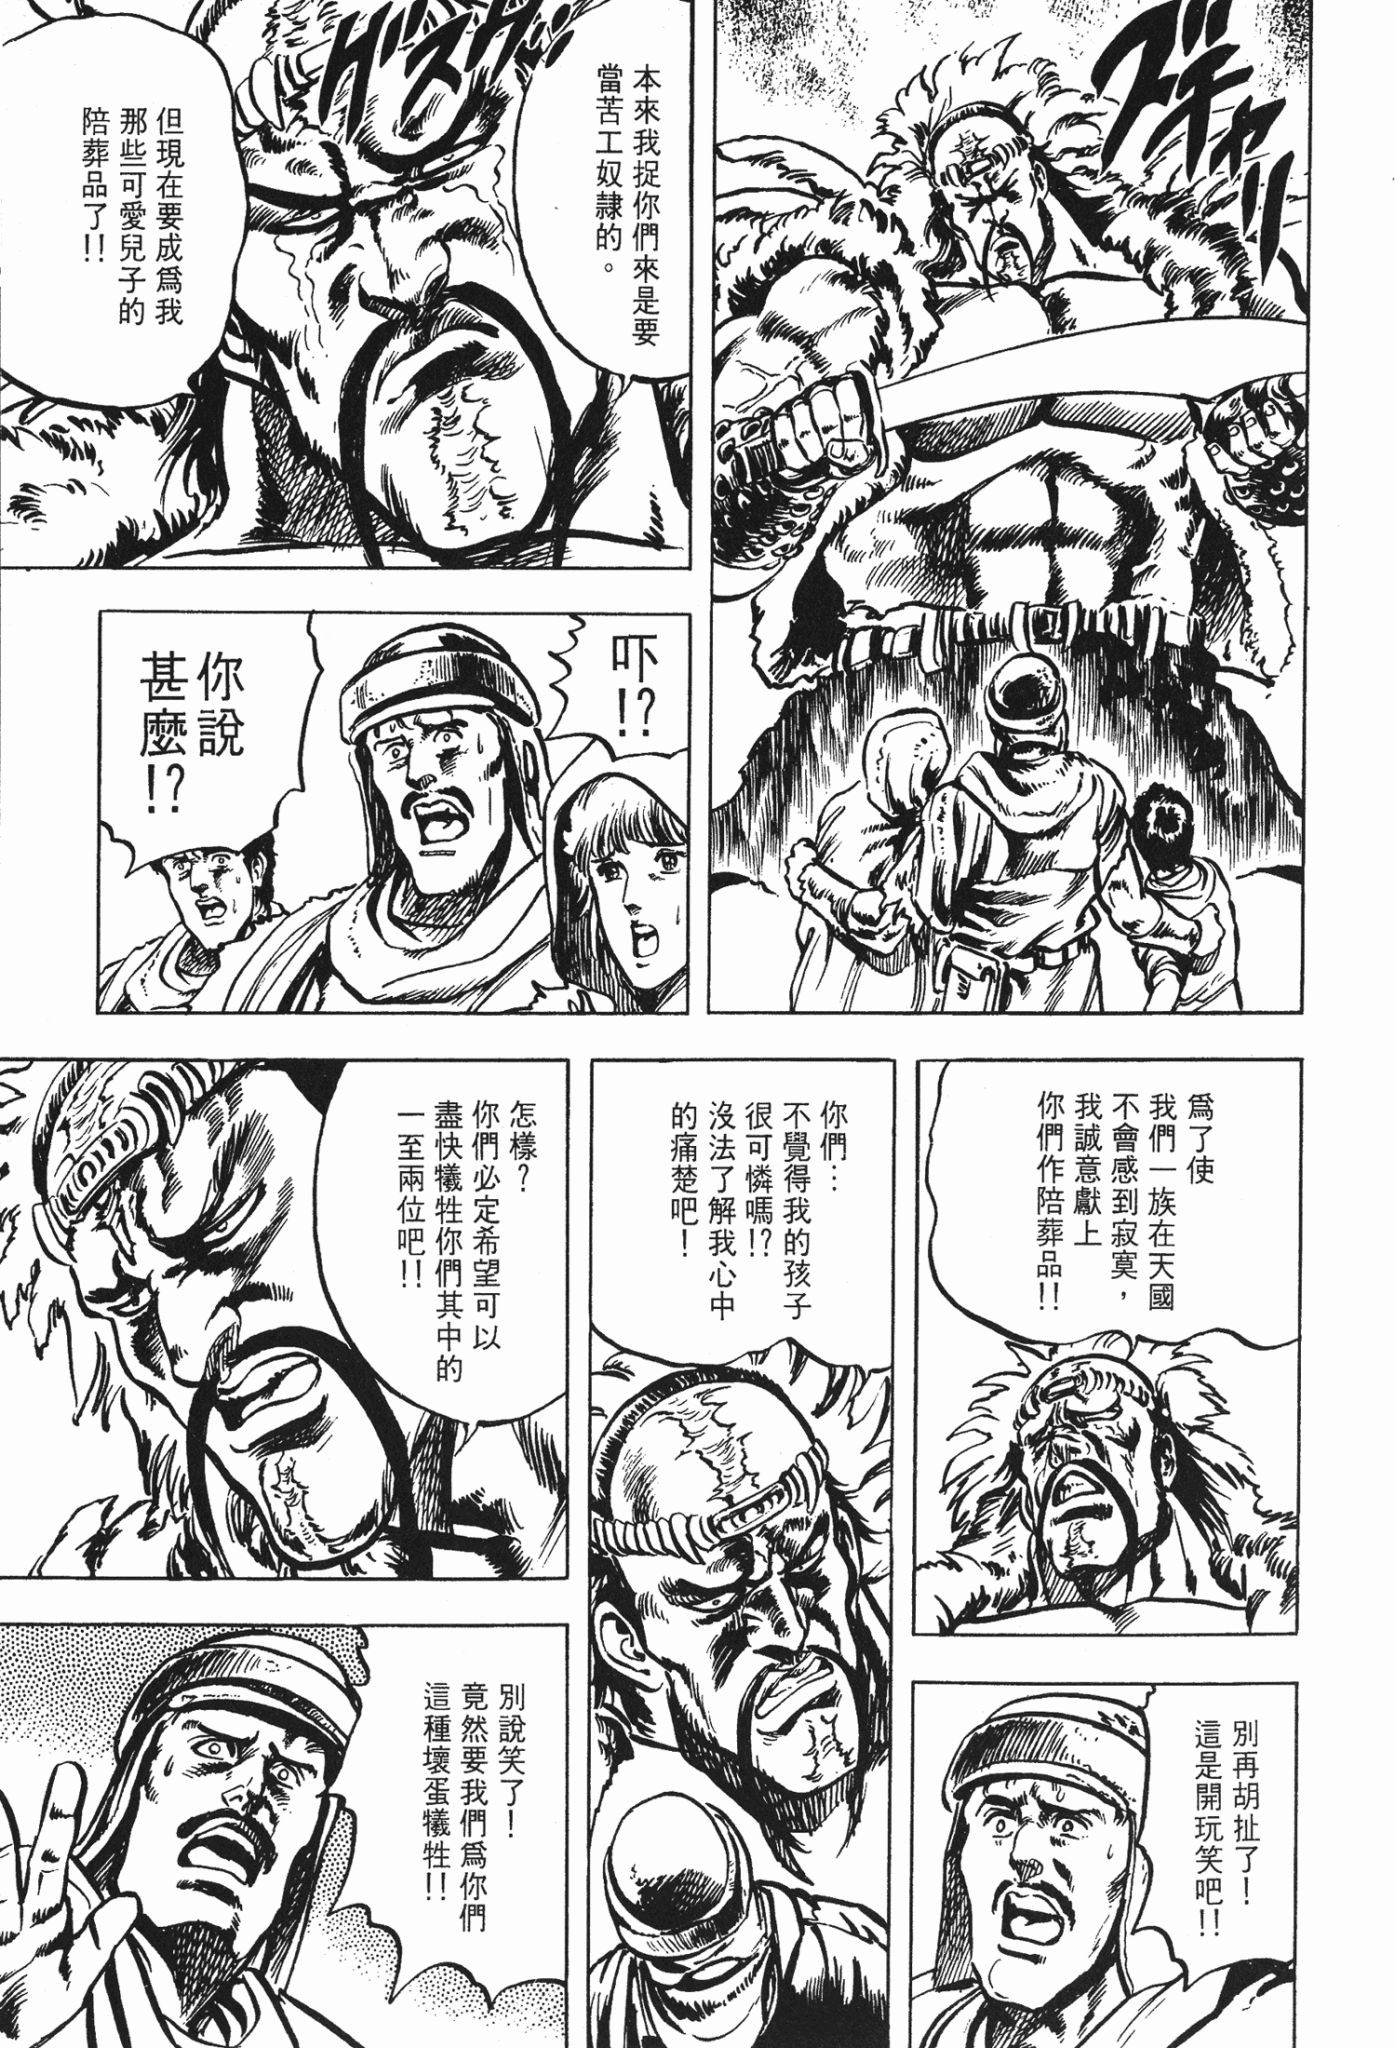 ズギャリ
グスグ‥
本來我捉你們來是要
當苦工奴隸的。
但現在要成爲我
那些可愛兒子的
陪葬品了!!
吓!?
你說
甚麼!?
爲了使
我們一族在天國
不會感到寂寞，
我誠意獻上
你們作陪葬品!!
別再胡扯了!
這是開玩笑吧!!
你們…
不覺得我的孩子
很可憐嗎!?
沒法了解我心中
的痛楚吧!
怎樣?
你們必定希望可以
盡快犧牲你們其中的
一至兩位吧!!
別說笑了!
竟然要我們爲你們
這種壞蛋犧牲!!